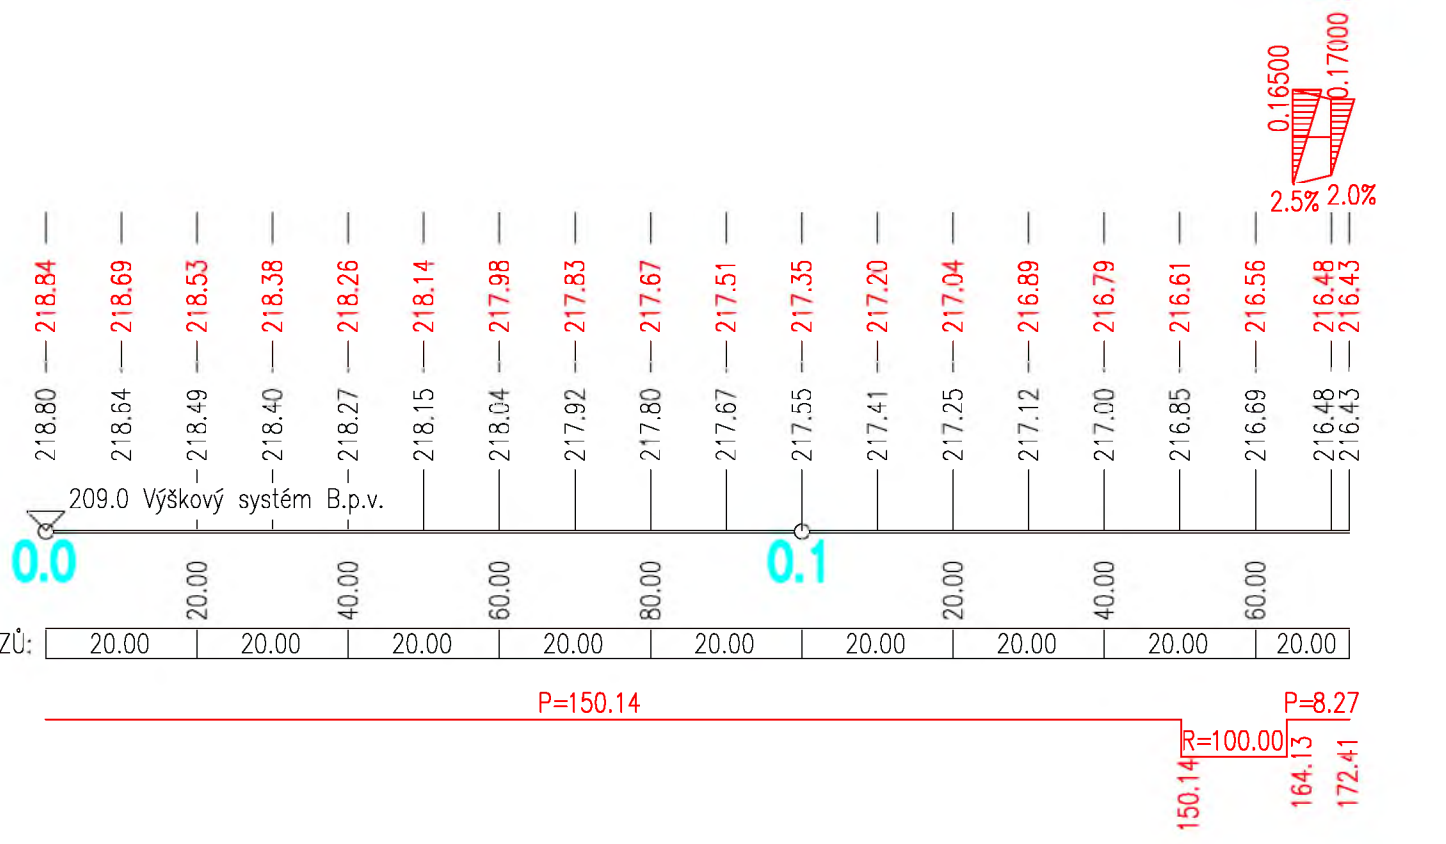 0.16500 0.17000
2.5% 2.0%
218.84 218.69 218.53 218.38 218.26 218.14 217.98 217.83 217.67 217.51 217.35 217.20 217.04 216.89 216.79 216.61 216.56 216.48 216.43
218.80 218.64 218.49 218.40 218.27 218.15 218.04 217.92 217.80 217.67 217.55 217.41 217.25 217.12 217.00 216.85 216.69 216.48 216.43
209.0 Výškový systém B.p.v.
0.0 20.00 40.00 60.00 80.00 0.1 20.00 40.00 60.00
ZŮ: 20.00 20.00 20.00 20.00 20.00 20.00 20.00 20.00 20.00
P=150.14 P=8.27
R=100.00
150.14 164.13 172.41